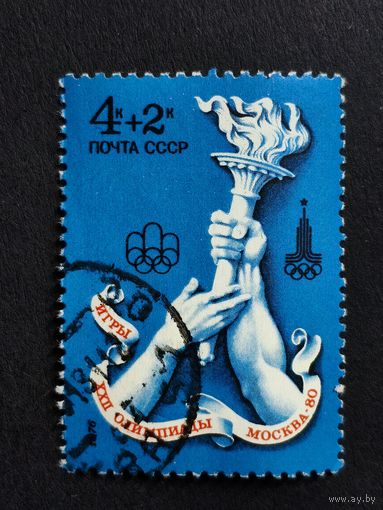 4к+2к
ПОЧТА СССР
ИГРЫ
XXII ОЛИМПИАДЫ
МОСКВА-80
1976
www.ay.by